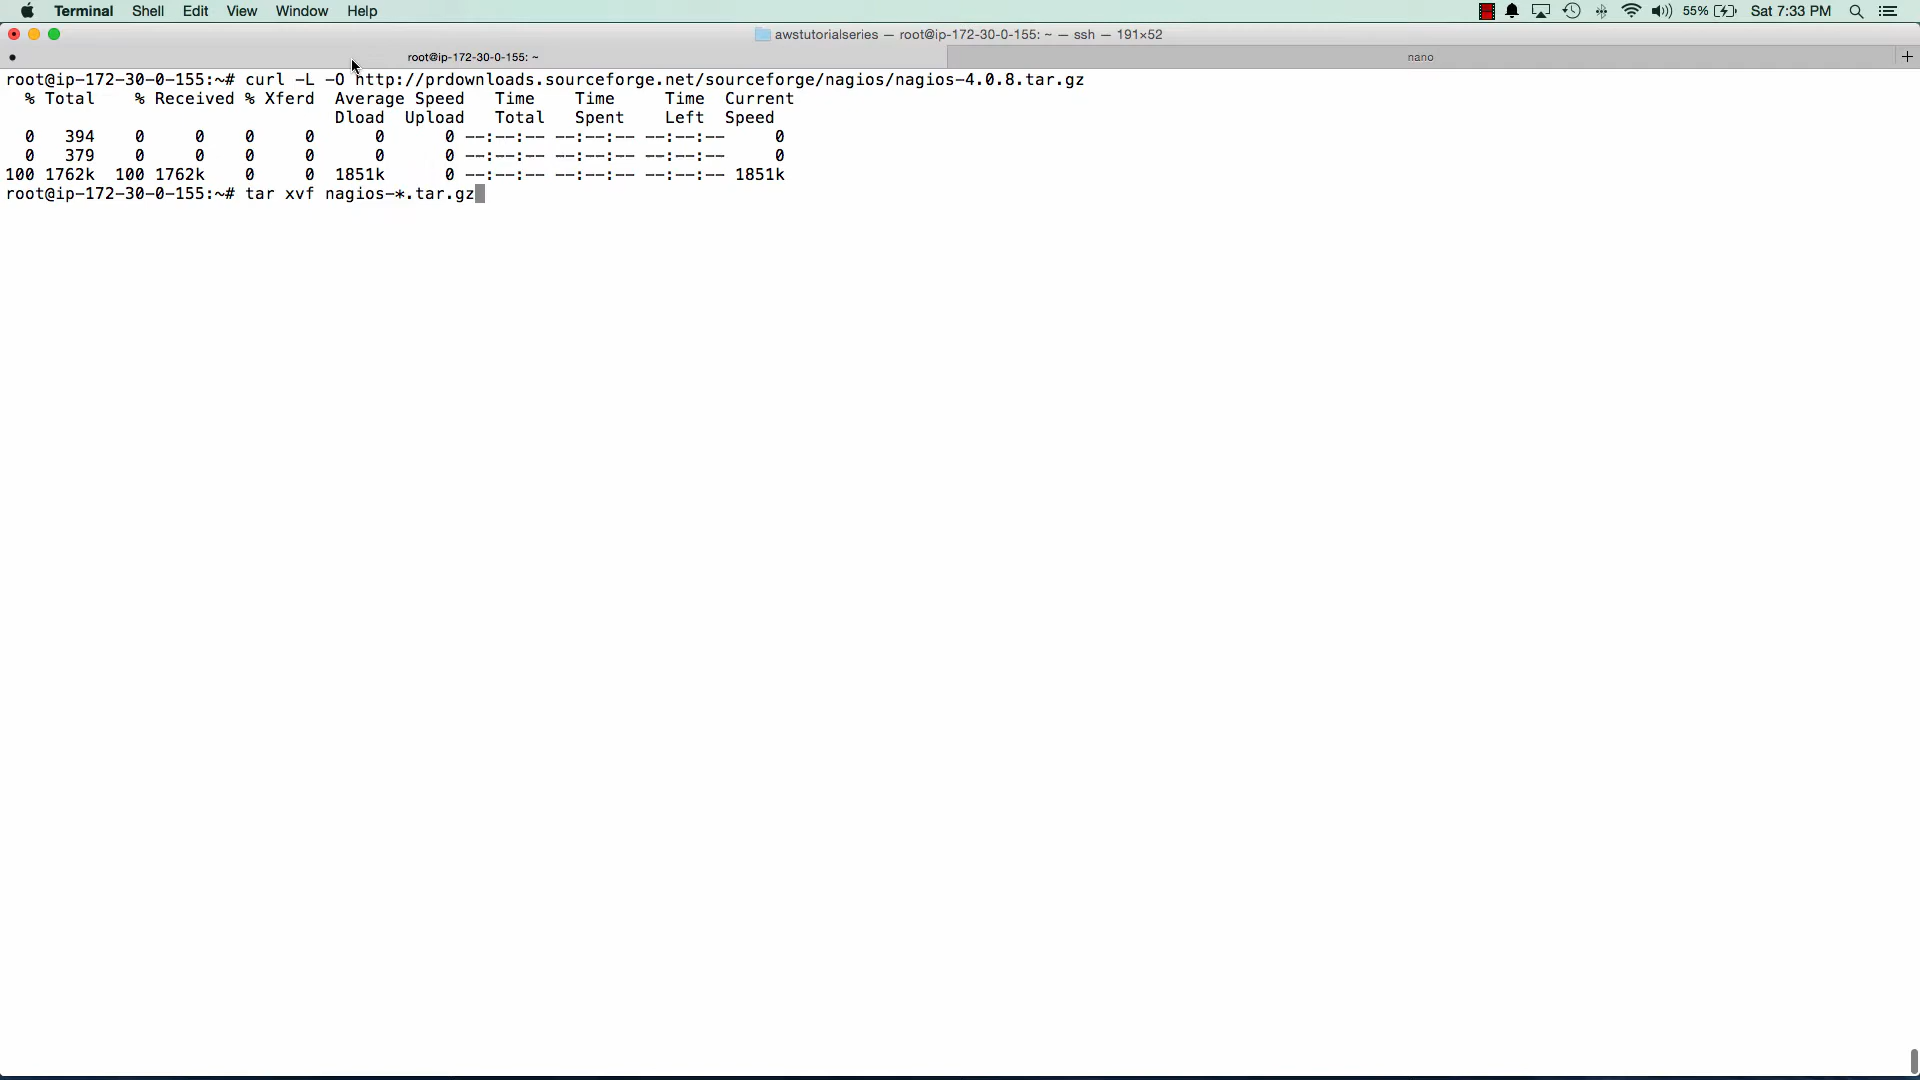 Terminal Shell Edit View Window Help 55% Sat 7:33 PM
awstutorialseries — root@ip-172-30-0-155: ~ — ssh — 191×52
root@ip-172-30-0-155: ~ nano +
root@ip-172-30-0-155:~# curl -L -O http://prdownloads.sourceforge.net/sourceforge/nagios/nagios-4.0.8.tar.gz
  % Total    % Received % Xferd  Average Speed   Time    Time     Time  Current
                                 Dload  Upload   Total   Spent    Left  Speed
  0   394    0     0    0     0      0      0 --:--:-- --:--:-- --:--:--     0
  0   379    0     0    0     0      0      0 --:--:-- --:--:-- --:--:--     0
100 1762k  100 1762k    0     0  1851k      0 --:--:-- --:--:-- --:--:-- 1851k
root@ip-172-30-0-155:~# tar xvf nagios-*.tar.gz